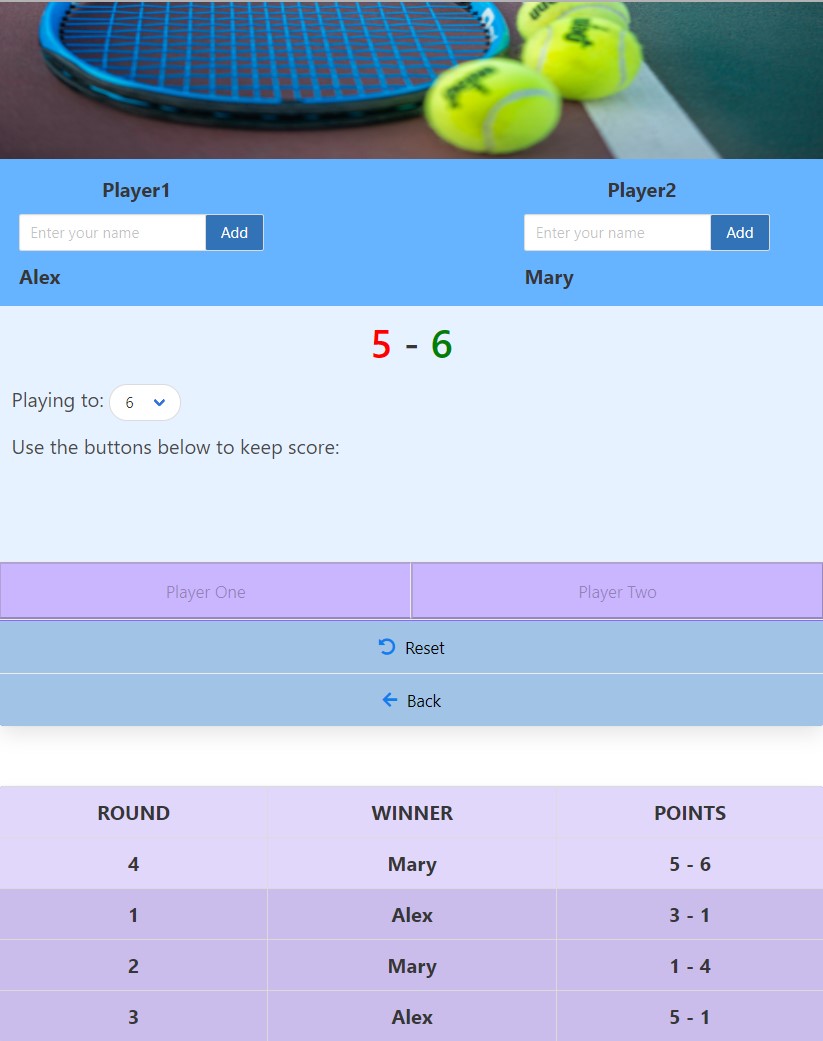 Player1 Player2
Enter your name Add Enter your name Add
Alex Mary
5 - 6
Playing to: 6
Use the buttons below to keep score:
Player One Player Two
Reset
Back
ROUND WINNER POINTS
4 Mary 5 - 6
1 Alex 3 - 1
2 Mary 1 - 4
3 Alex 5 - 1